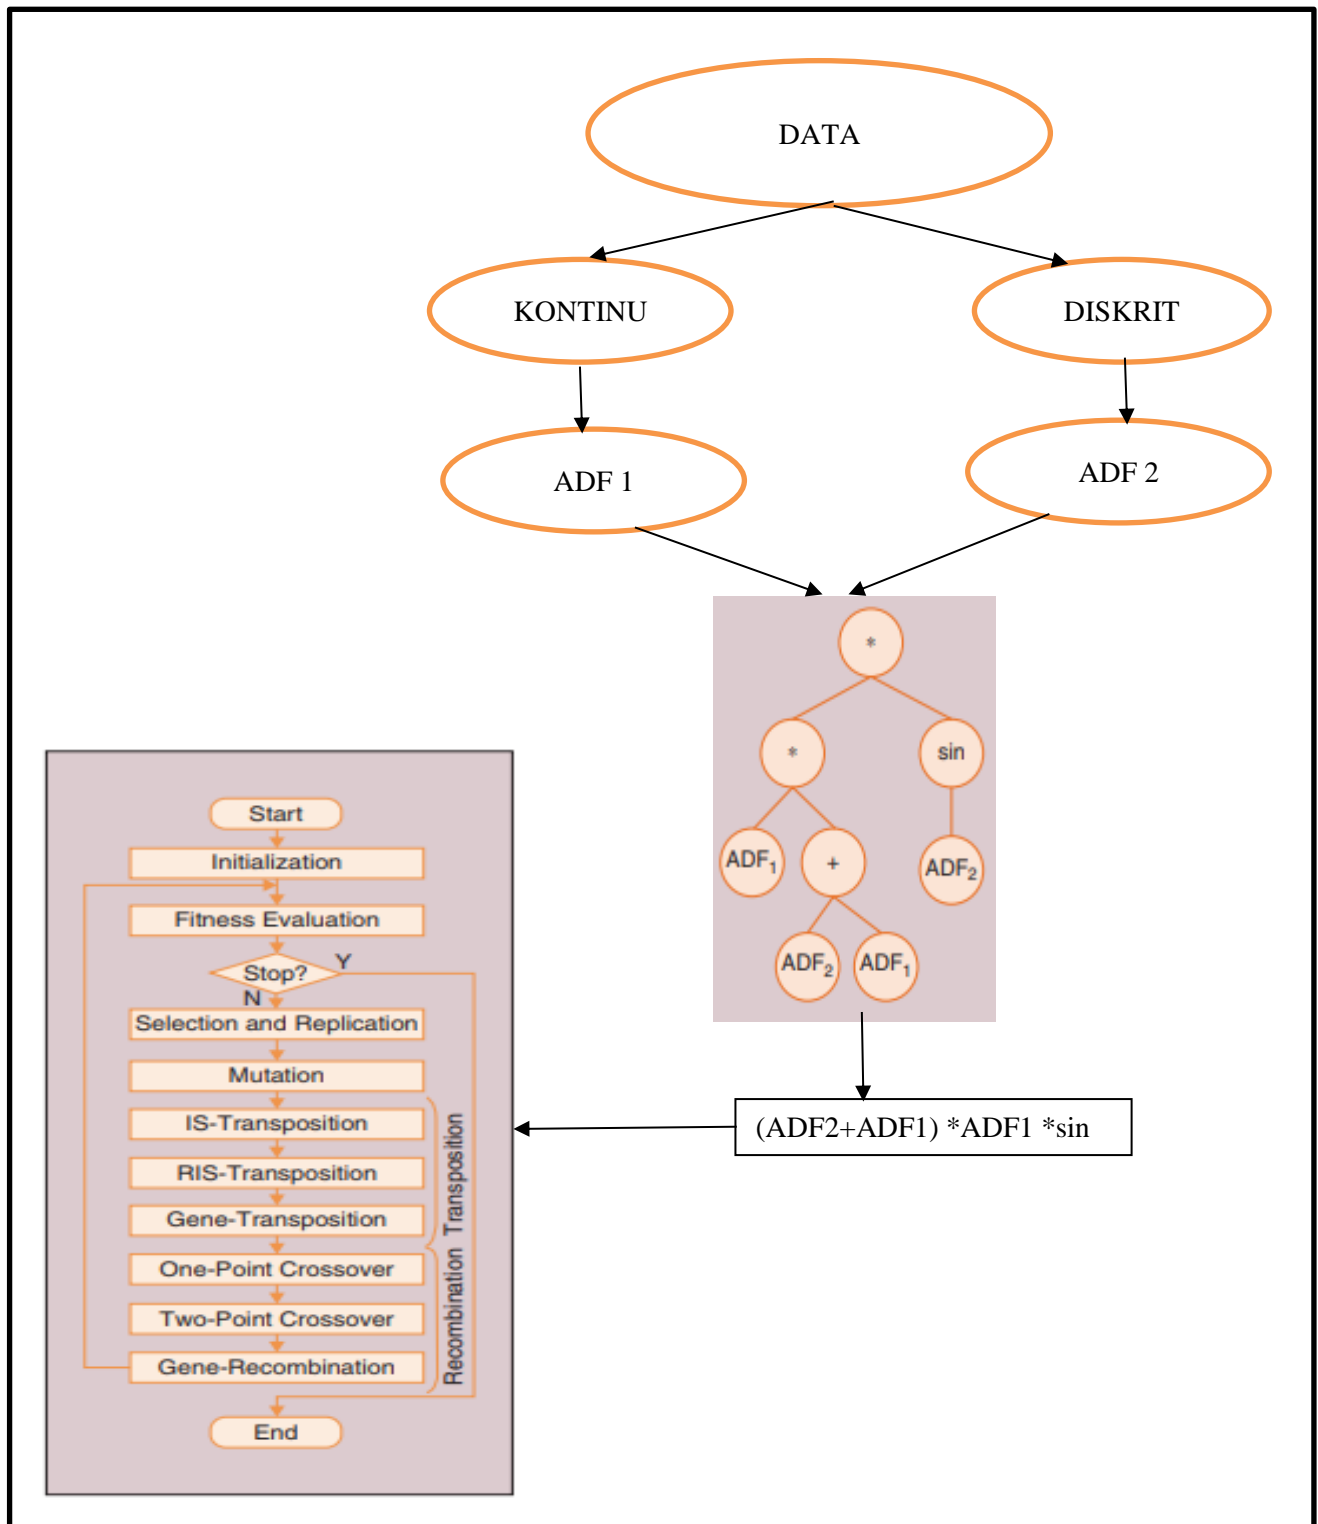 DATA
KONTINU
DISKRIT
ADF 1
ADF 2
*
*
sin
ADF₁
+
ADF₂
ADF₂
ADF₁
(ADF2+ADF1) *ADF1 *sin
Start
Initialization
Fitness Evaluation
Stop?
Y
N
Selection and Replication
Mutation
IS-Transposition
RIS-Transposition
Gene-Transposition
Transposition
One-Point Crossover
Two-Point Crossover
Gene-Recombination
Recombination
End